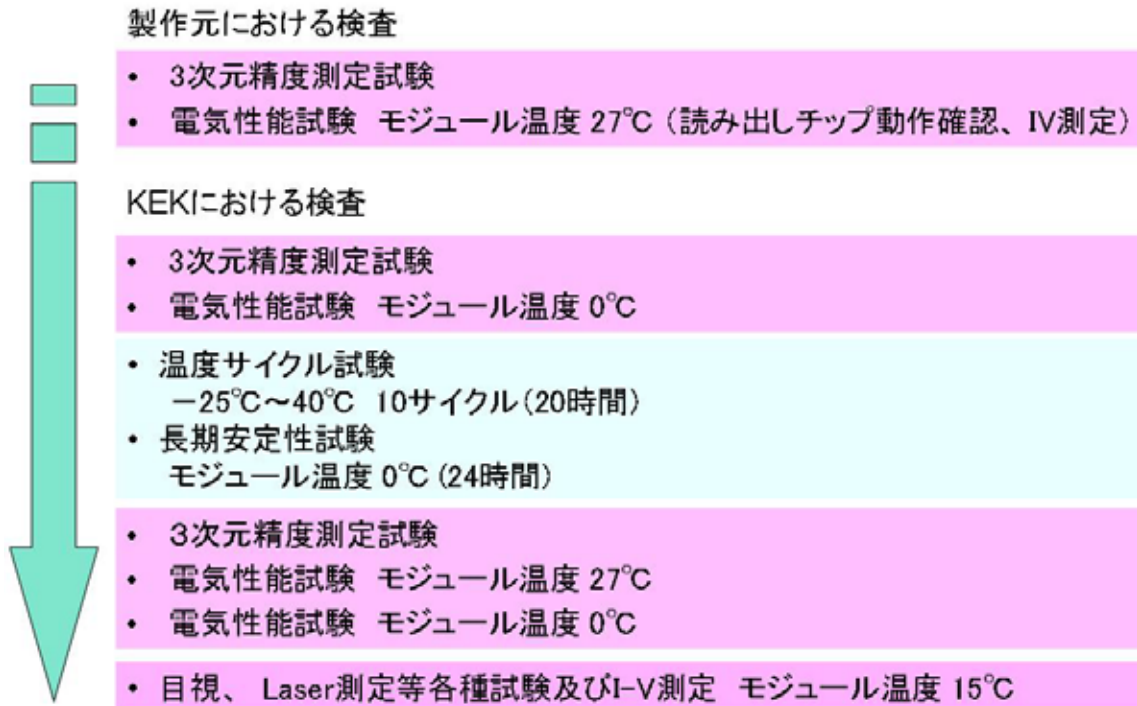 製作元における検査
• 3次元精度測定試験
• 電気性能試験 モジュール温度 27℃ (読み出しチップ動作確認、IV測定)
KEKにおける検査
• 3次元精度測定試験
• 電気性能試験 モジュール温度 0℃
• 温度サイクル試験
－25℃～40℃ 10サイクル(20時間)
• 長期安定性試験
モジュール温度 0℃ (24時間)
• 3次元精度測定試験
• 電気性能試験 モジュール温度 27℃
• 電気性能試験 モジュール温度 0℃
• 目視、 Laser測定等各種試験及びI-V測定 モジュール温度 15℃